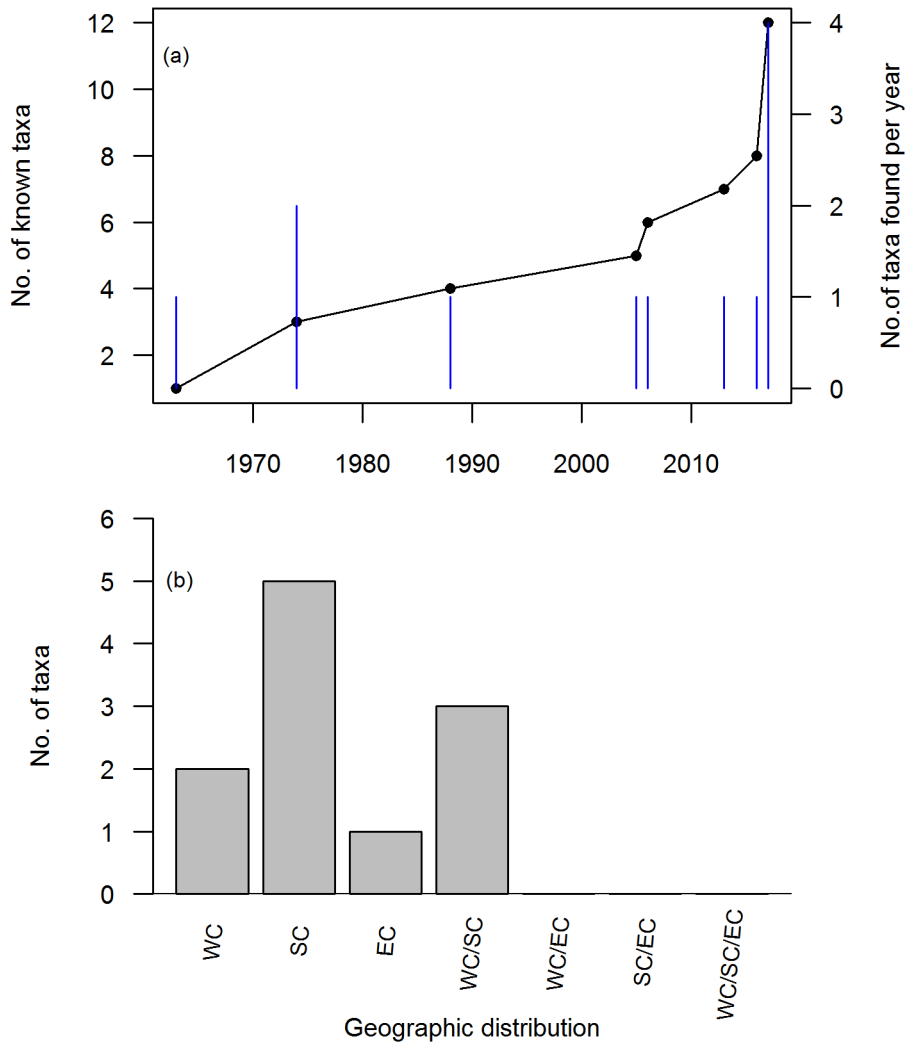 (a)
No. of known taxa
12
10
8
6
4
2
No.of taxa found per year
4
3
2
1
0
1970 1980 1990 2000 2010
(b)
No. of taxa
6
5
4
3
2
1
0
WC SC EC WC/SC WC/EC SC/EC WC/SC/EC
Geographic distribution